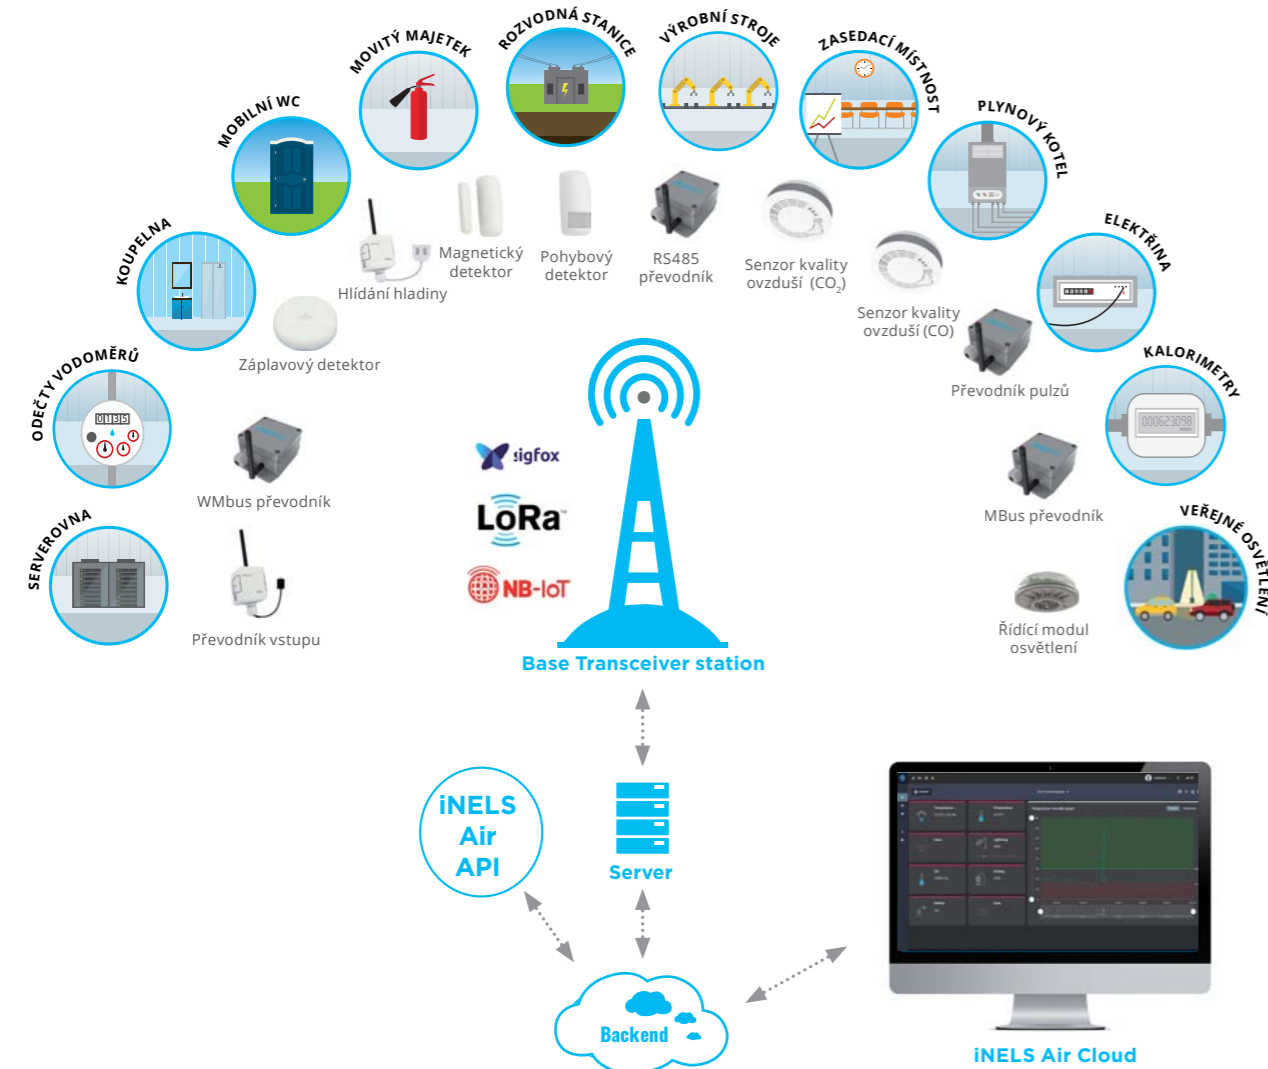 ROZVODNÁ STANICE
VÝROBNÍ STROJE
MOVITÝ MAJETEK
ZASEDACÍ MÍSTNOST
MOBILNÍ WC
PLYNOVÝ KOTEL
KOUPELNA
ELEKTŘINA
Hlídání hladiny
Magnetický
detektor
Pohybový
detektor
RS485
převodník
Senzor kvality
ovzduší (CO2)
Senzor kvality
ovzduší (CO)
Záplavový detektor
Převodník pulzů
ODEČTY VODOMĚRŮ
0135
KALORIMETRY
000623098
WMbus převodník
sigfox
LoRa™
NB-IoT
MBus převodník
SERVEROVNA
VEŘEJNÉ OSVĚTLENÍ
Převodník vstupu
Řídící modul
osvětlení
Base Transceiver station
iNELS
Air
API
Server
Backend
iNELS Air Cloud